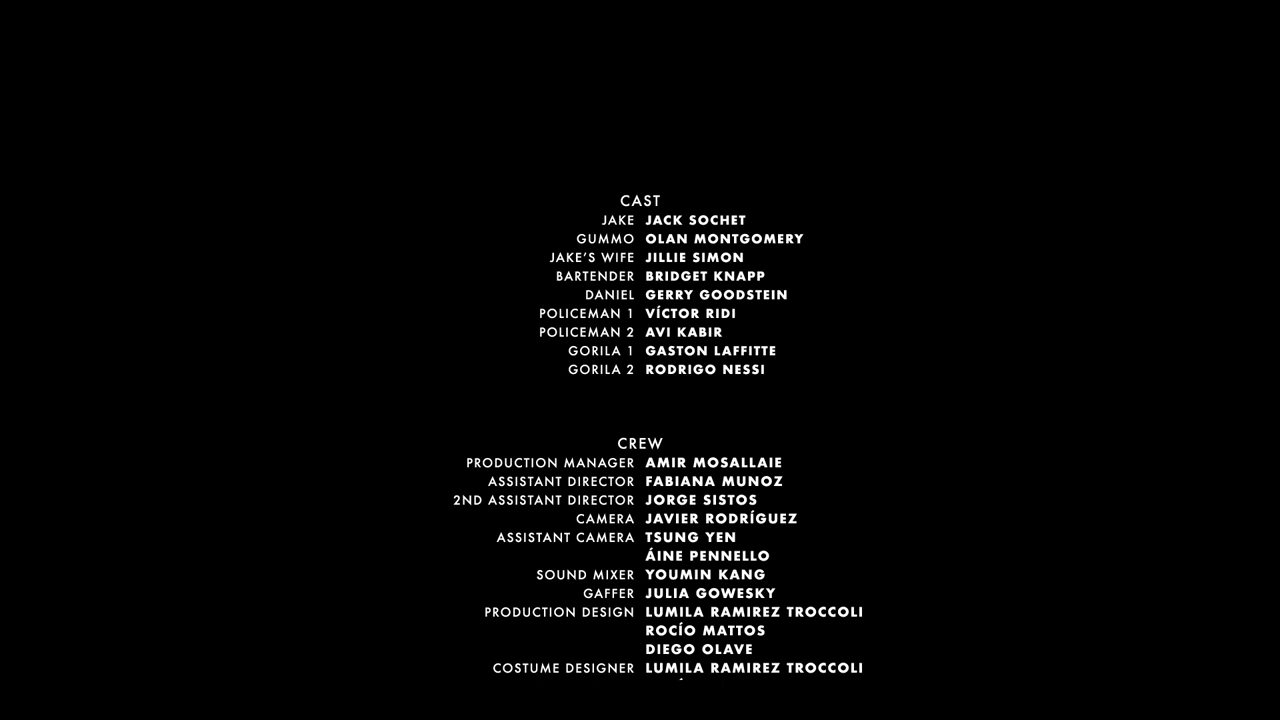 CAST
JAKE JACK SOCHET
GUMMO OLAN MONTGOMERY
JAKE'S WIFE JILLIE SIMON
BARTENDER BRIDGET KNAPP
DANIEL GERRY GOODSTEIN
POLICEMAN 1 VÍCTOR RIDI
POLICEMAN 2 AVI KABIR
GORILA 1 GASTON LAFFITTE
GORILA 2 RODRIGO NESSI
CREW
PRODUCTION MANAGER AMIR MOSALLAIE
ASSISTANT DIRECTOR FABIANA MUNOZ
2ND ASSISTANT DIRECTOR JORGE SISTOS
CAMERA JAVIER RODRÍGUEZ
ASSISTANT CAMERA TSUNG YEN
ÁINE PENNELLO
SOUND MIXER YOUMIN KANG
GAFFER JULIA GOWESKY
PRODUCTION DESIGN LUMILA RAMIREZ TROCCOLI
ROCÍO MATTOS
DIEGO OLAVE
COSTUME DESIGNER LUMILA RAMIREZ TROCCOLI